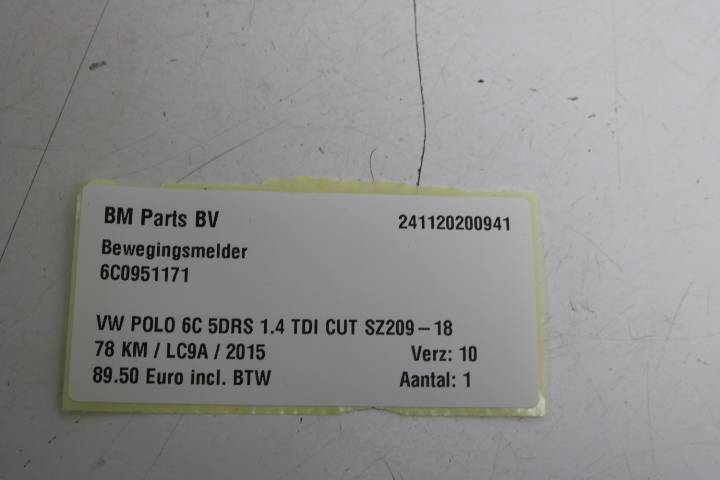 BM Parts BV 241120200941
Bewegingsmelder
6C0951171
VW POLO 6C 5DRS 1.4 TDI CUT SZ209-18
78 KM / LC9A / 2015 Verz: 10
89.50 Euro incl. BTW Aantal: 1